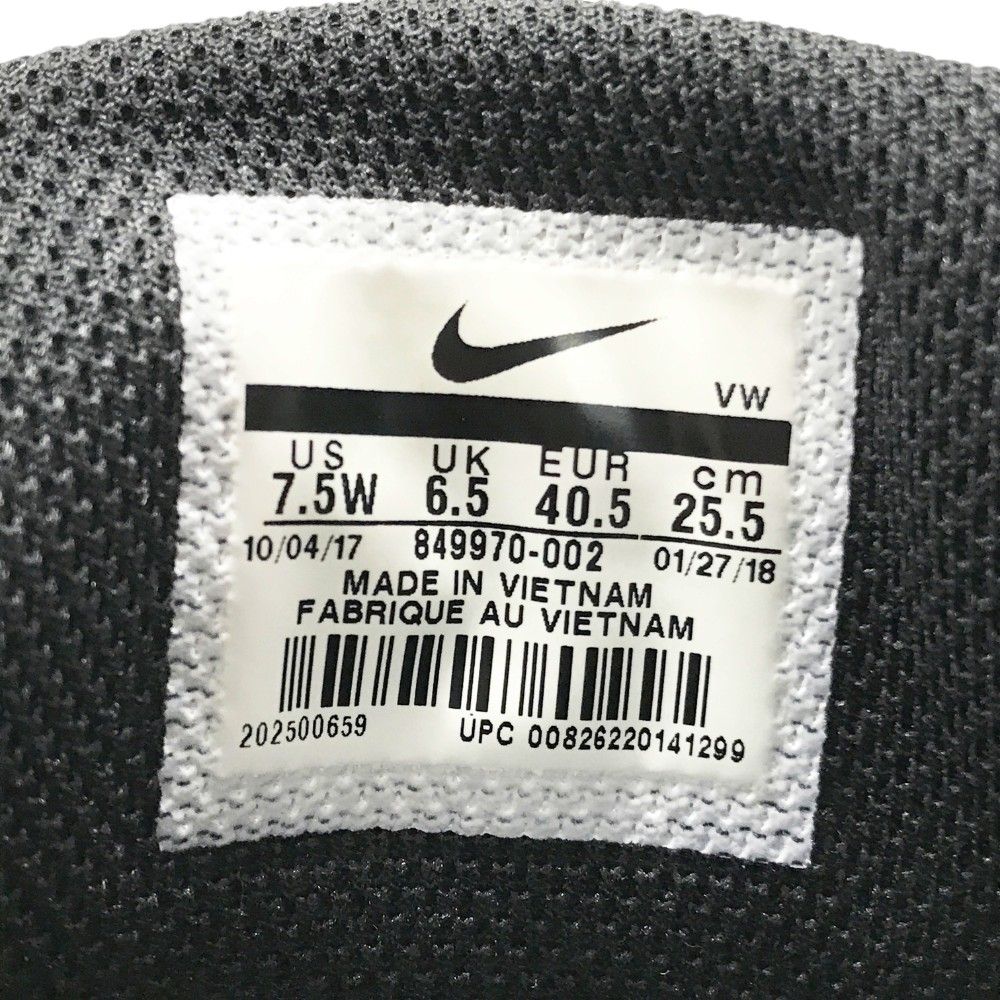 VW
US UK EUR cm
7.5W 6.5 40.5 25.5
10/04/17 849970-002 01/27/18
MADE IN VIETNAM
FABRIQUE AU VIETNAM
202500659 UPC 00826220141299